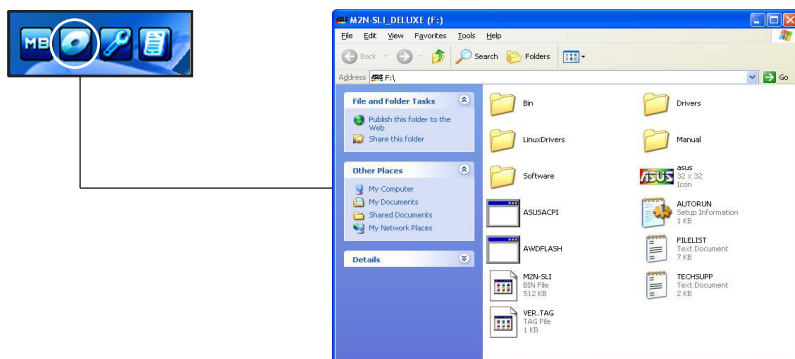 MB
M2N-SLI_DELUXE (F:)
File Edit View Favorites Tools Help
Back Search Folders
Address F:\ Go
File and Folder Tasks
Publish this folder to the
Web
Share this folder
Other Places
My Computer
My Documents
Shared Documents
My Network Places
Details
Bin
Drivers
LinuxDrivers
Manual
Software
asus
32 x 32
Icon
ASUSACPI
AUTORUN
Setup Information
1 KB
AWDFLASH
FILELIST
Text Document
7 KB
M2N-SLI
BIN File
512 KB
TECHSUPP
Text Document
2 KB
VER.TAG
TAG File
1 KB